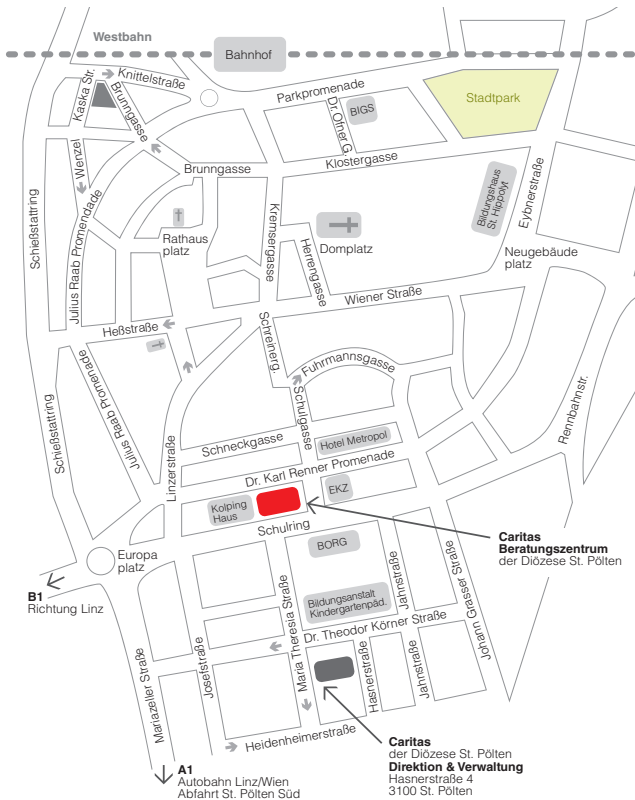 Westbahn
Bahnhof
Kaska Str.
Knittelstraße
Brunngasse
Parkpromenade
Dr. Ofner G.
BIGS
Stadtpark
Wenzel
Brunngasse
Klostergasse
Bildungshaus
St. Hippolyt
Eybnerstraße
Schießstattring
Julius Raab Promendade
Rathaus
platz
Kremsergasse
Domplatz
Herrengasse
Neugebäude
platz
Wiener Straße
Heßstraße
Schreinerg.
Fuhrmannsgasse
Schulgasse
Julius Raab Promenade
Schießstattring
Rennbahnstr.
Linzerstraße
Schneckgasse
Hotel Metropol
Dr. Karl Renner Promenade
Kolping
Haus
EKZ
Schulring
BORG
Caritas
Beratungszentrum
der Diözese St. Pölten
Europa
platz
B1
Richtung Linz
Bildungsanstalt
Kindergartenpäd.
Jahnstraße
Johann Grasser Straße
Maria Theresia Straße
Dr. Theodor Körner Straße
Mariazeller Straße
Josefstraße
Hasnerstraße
Jahnstraße
Heidenheimerstraße
Caritas
der Diözese St. Pölten
Direktion & Verwaltung
Hasnerstraße 4
3100 St. Pölten
A1
Autobahn Linz/Wien
Abfahrt St. Pölten Süd